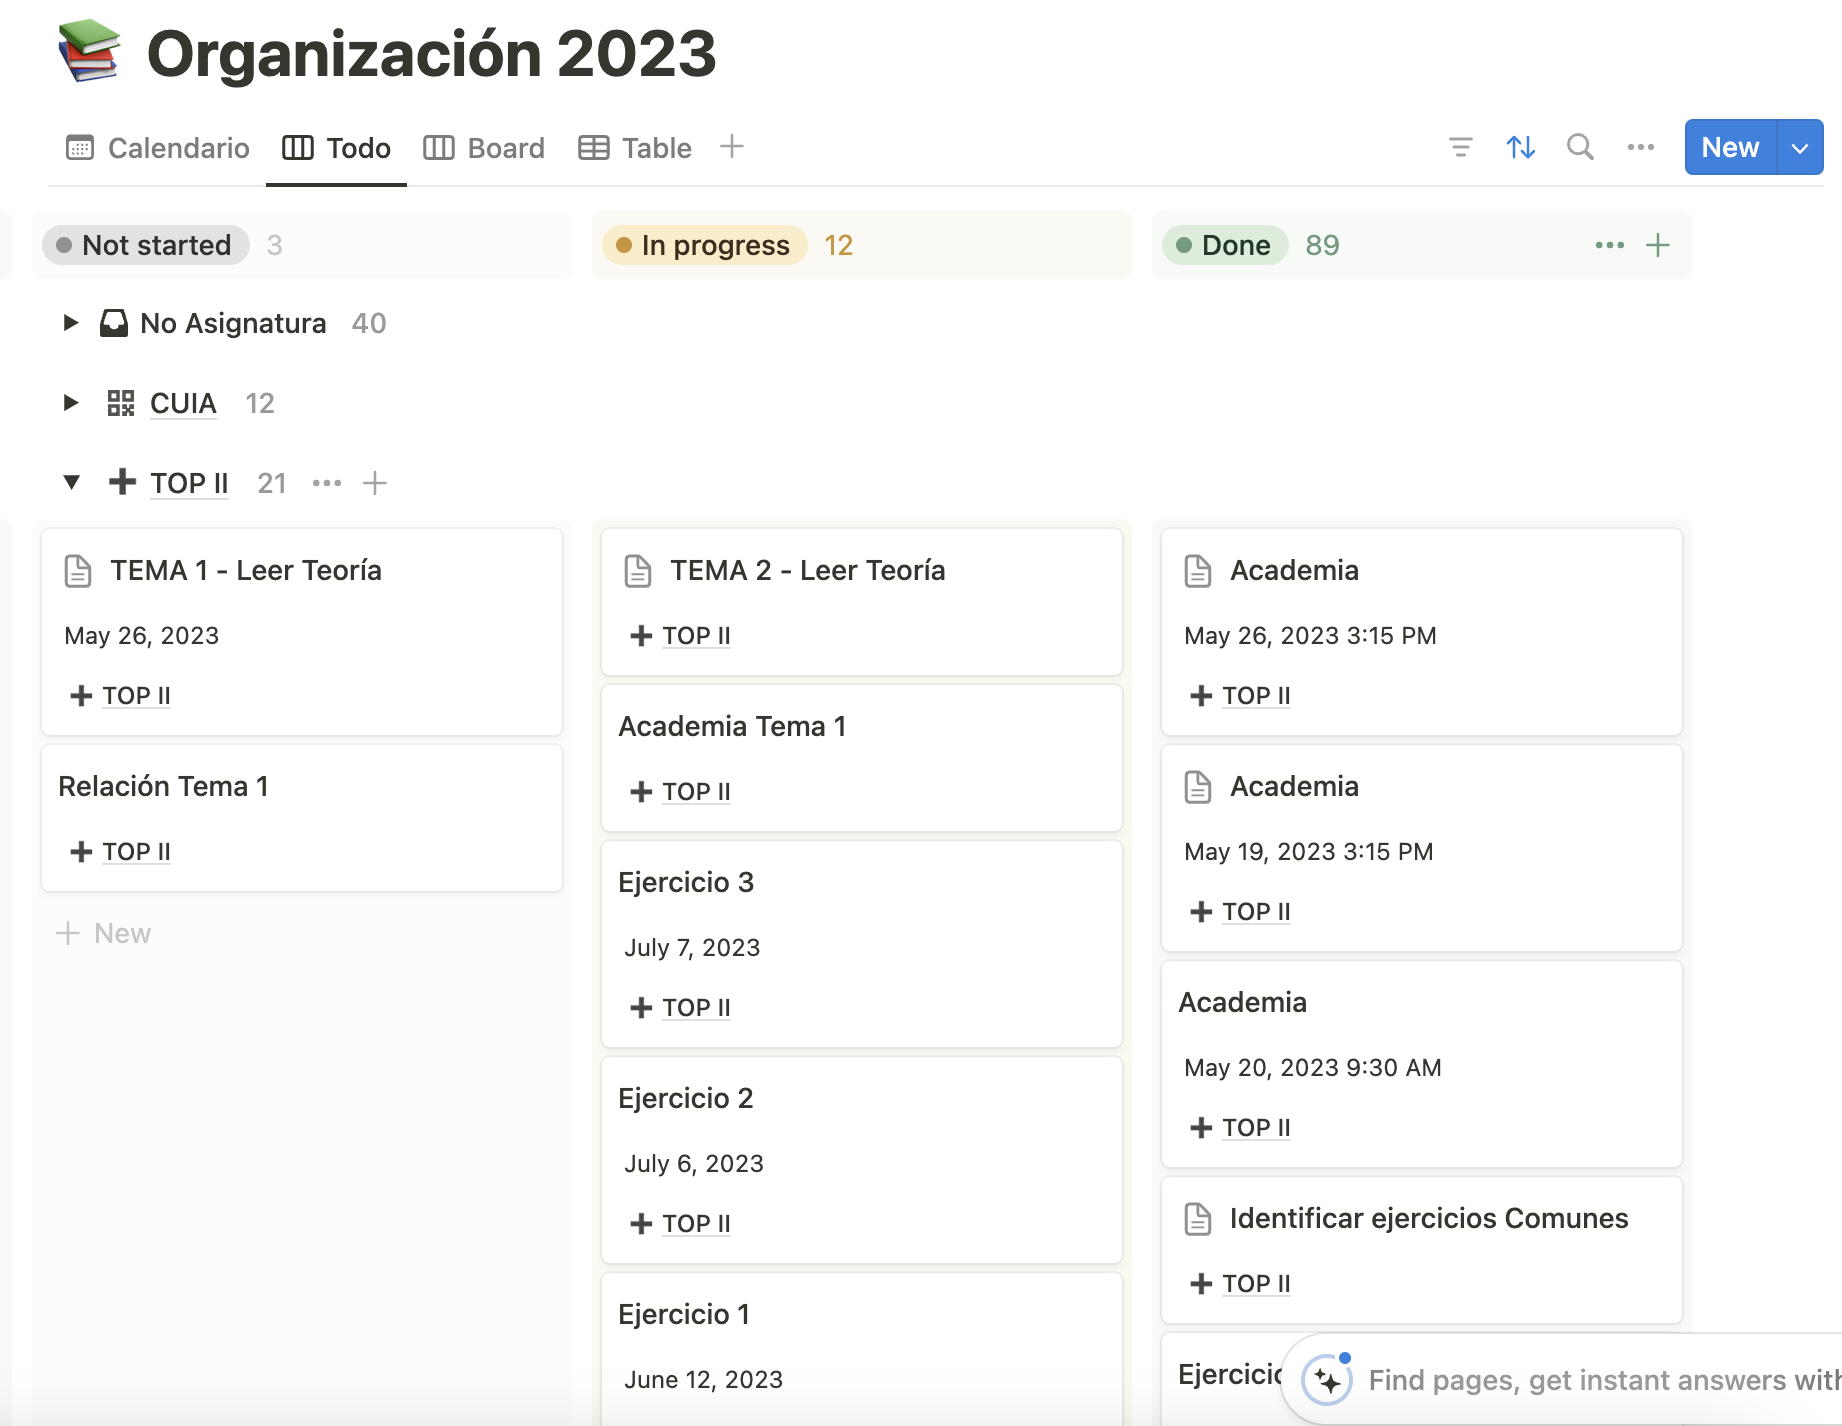 Organización 2023
Calendario Todo Board Table
New
Not started 3
In progress 12
Done 89
No Asignatura 40
CUIA 12
TOP II 21
TEMA 1 - Leer Teoría
May 26, 2023
TOP II
Relación Tema 1
TOP II
New
TEMA 2 - Leer Teoría
TOP II
Academia Tema 1
TOP II
Ejercicio 3
July 7, 2023
TOP II
Ejercicio 2
July 6, 2023
TOP II
Ejercicio 1
June 12, 2023
Academia
May 26, 2023 3:15 PM
TOP II
Academia
May 19, 2023 3:15 PM
TOP II
Academia
May 20, 2023 9:30 AM
TOP II
Identificar ejercicios Comunes
TOP II
Find pages, get instant answers with